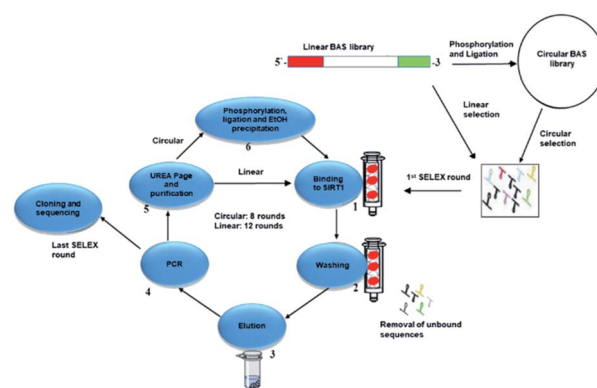 Linear BAS library
5`-
-3
Phosphorylation
and Ligation
Circular BAS
library
Linear
selection
Circular
selection
Phosphorylation,
ligation and EtOH
precipitation
6
Circular
UREA Page
and
purification
5
Linear
Binding
to SIRT1
1
1st SELEX round
Cloning and
sequencing
Circular: 8 rounds
Linear: 12 rounds
Last SELEX
round
PCR
4
Washing
2
Elution
3
Removal of unbound
sequences